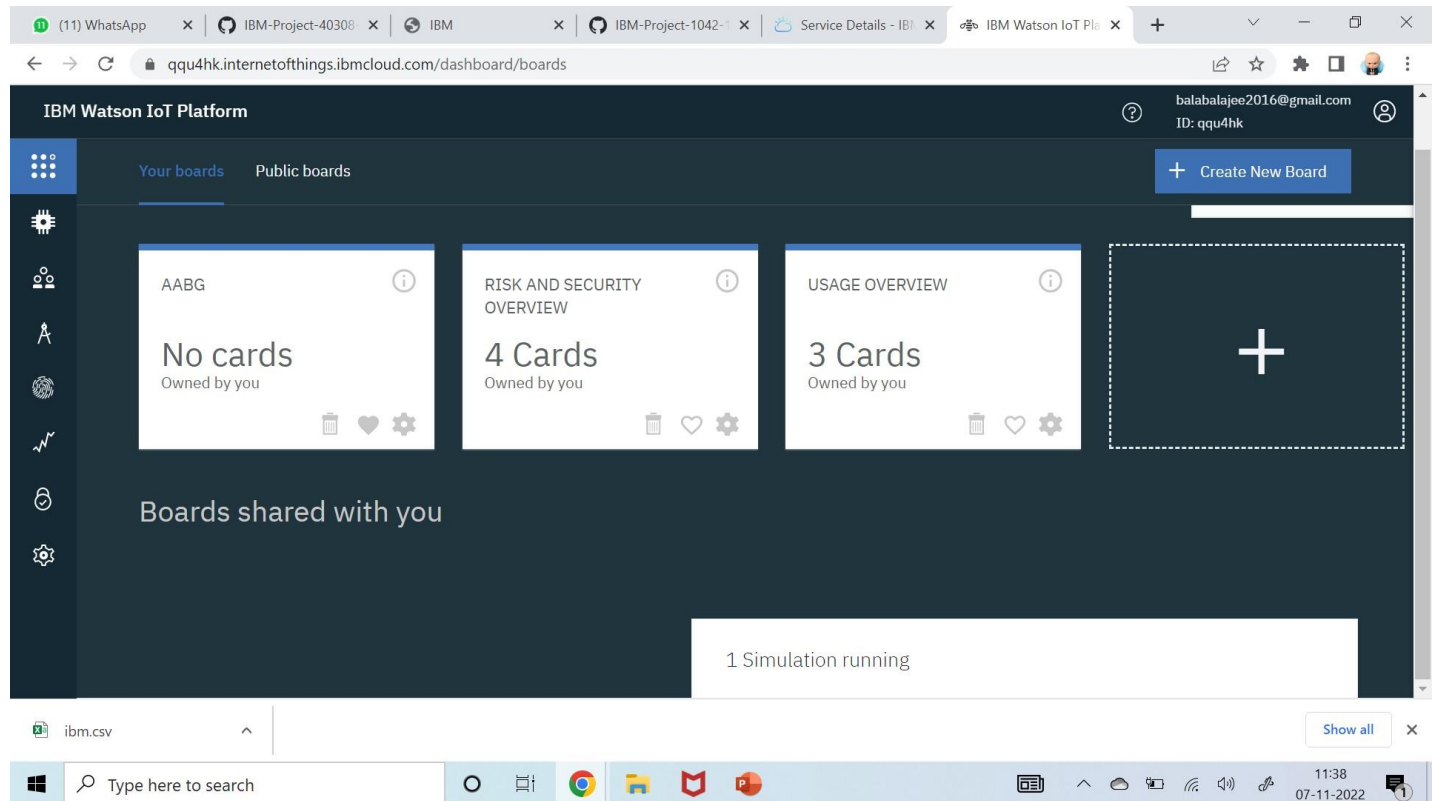 (11) WhatsApp
IBM-Project-40308-
IBM
IBM-Project-1042-1
Service Details - IBM
IBM Watson IoT Pla
qqu4hk.internetofthings.ibmcloud.com/dashboard/boards
IBM Watson IoT Platform
balabalajee2016@gmail.com
ID: qqu4hk
Your boards
Public boards
+ Create New Board
AABG
No cards
Owned by you
RISK AND SECURITY
OVERVIEW
4 Cards
Owned by you
USAGE OVERVIEW
3 Cards
Owned by you
Boards shared with you
1 Simulation running
ibm.csv
Show all
Type here to search
11:38
07-11-2022
1